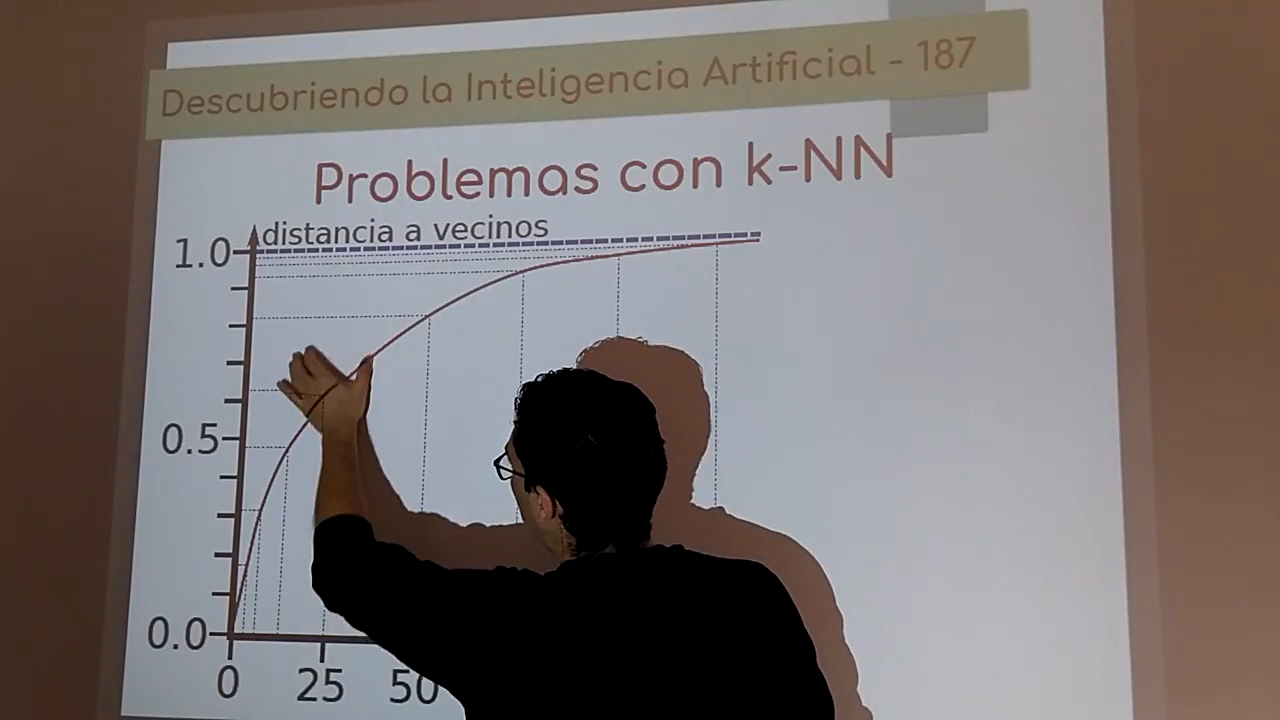 Descubriendo la Inteligencia Artificial - 187
Problemas con k-NN
distancia a vecinos
1.0
0.5
0.0
0 25 50